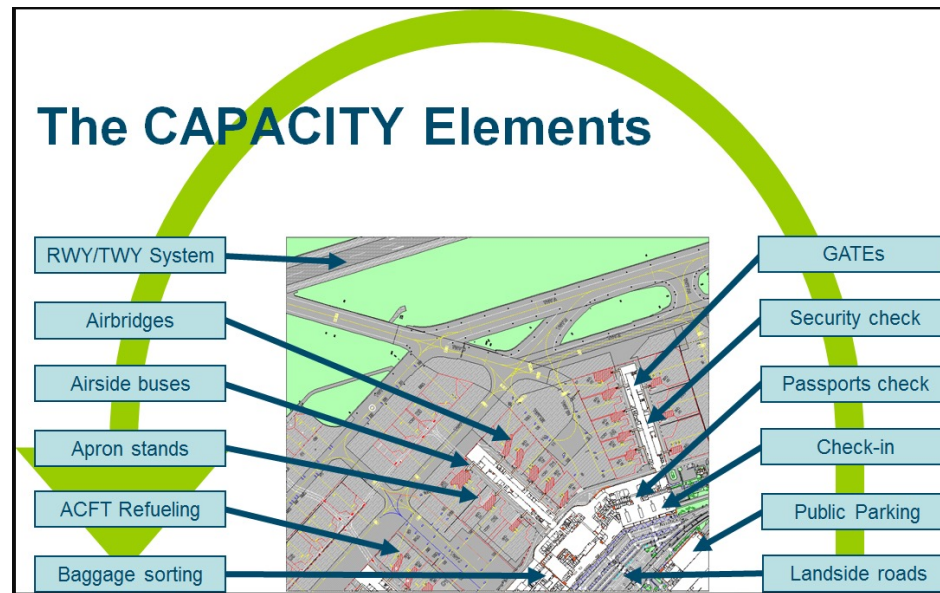 The CAPACITY Elements
RWY/TWY System
Airbridges
Airside buses
Apron stands
ACFT Refueling
Baggage sorting
GATEs
Security check
Passports check
Check-in
Public Parking
Landside roads